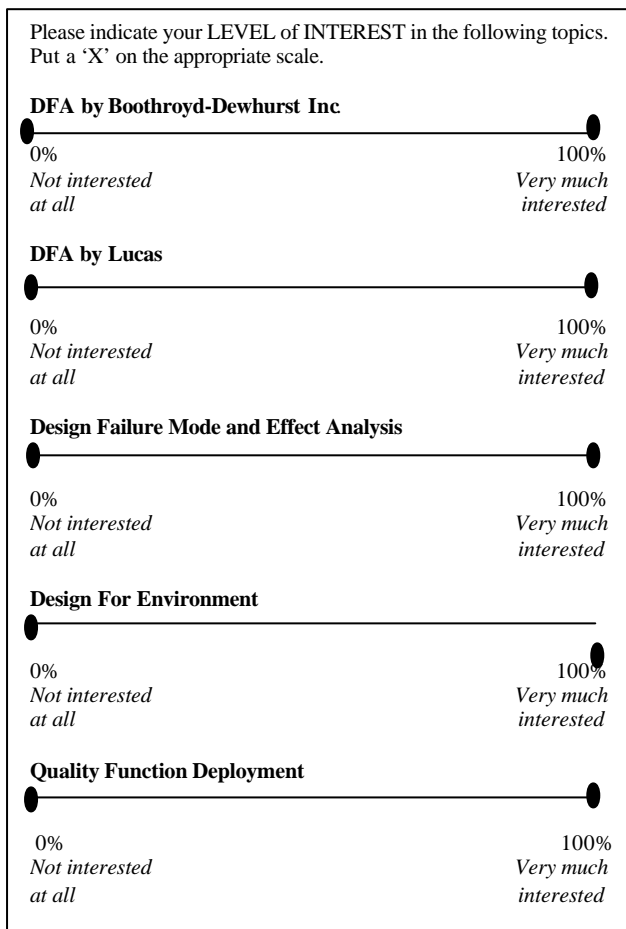 Please indicate your LEVEL of INTEREST in the following topics.
Put a ‘X’ on the appropriate scale.
DFA by Boothroyd-Dewhurst Inc.
0% 100%
Not interested Very much
at all interested
DFA by Lucas
0% 100%
Not interested Very much
at all interested
Design Failure Mode and Effect Analysis
0% 100%
Not interested Very much
at all interested
Design For Environment
0% 100%
Not interested Very much
at all interested
Quality Function Deployment
0% 100%
Not interested Very much
at all interested